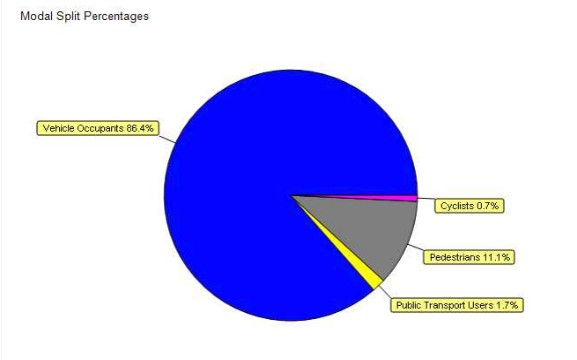 Modal Split Percentages
Vehicle Occupants 86.4%
Cyclists 0.7%
Pedestrians 11.1%
Public Transport Users 1.7%